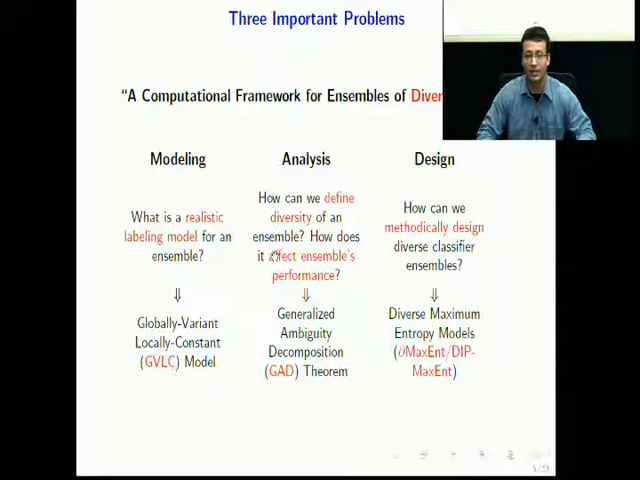 Three Important Problems
“A Computational Framework for Ensembles of Diver
Modeling
What is a realistic
labeling model for an
ensemble?
⇓
Globally-Variant
Locally-Constant
(GVLC) Model
Analysis
How can we define
diversity of an
ensemble? How does
it affect ensemble's
performance?
⇓
Generalized
Ambiguity
Decomposition
(GAD) Theorem
Design
How can we
methodically design
diverse classifier
ensembles?
⇓
Diverse Maximum
Entropy Models
(∂MaxEnt/DIP-
MaxEnt)